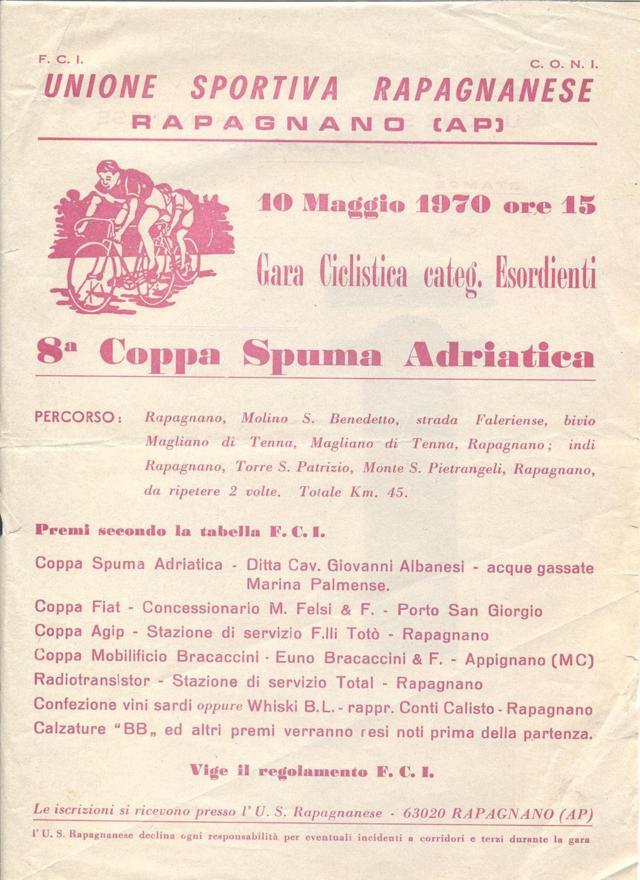 F. C. I.
C. O. N. I.
UNIONE SPORTIVA RAPAGNANESE
RAPAGNANO (AP)
10 Maggio 1970 ore 15
Gara Ciclistica categ. Esordienti
8ª Coppa Spuma Adriatica
PERCORSO: Rapagnano, Molino S. Benedetto, strada Faleriense, bivio
Magliano di Tenna, Magliano di Tenna, Rapagnano; indi
Rapagnano, Torre S. Patrizio, Monte S. Pietrangeli, Rapagnano,
da ripetere 2 volte. Totale Km. 45.
Premi secondo la tabella F. C. I.
Coppa Spuma Adriatica - Ditta Cav. Giovanni Albanesi - acque gassate
Marina Palmense.
Coppa Fiat - Concessionario M. Felsi & F. - Porto San Giorgio
Coppa Agip - Stazione di servizio F.lli Totò - Rapagnano
Coppa Mobilificio Bracaccini - Euno Bracaccini & F. - Appignano (MC)
Radiotransistor - Stazione di servizio Total - Rapagnano
Confezione vini sardi oppure Whiski B.L. - rappr. Conti Calisto - Rapagnano
Calzature "BB„ ed altri premi verranno resi noti prima della partenza.
Vige il regolamento F. C. I.
Le iscrizioni si ricevono presso l'U. S. Rapagnanese - 63020 RAPAGNANO (AP)
l'U. S. Rapagnanese declina ogni responsabilità per eventuali incidenti a corridori e terzi durante la gara